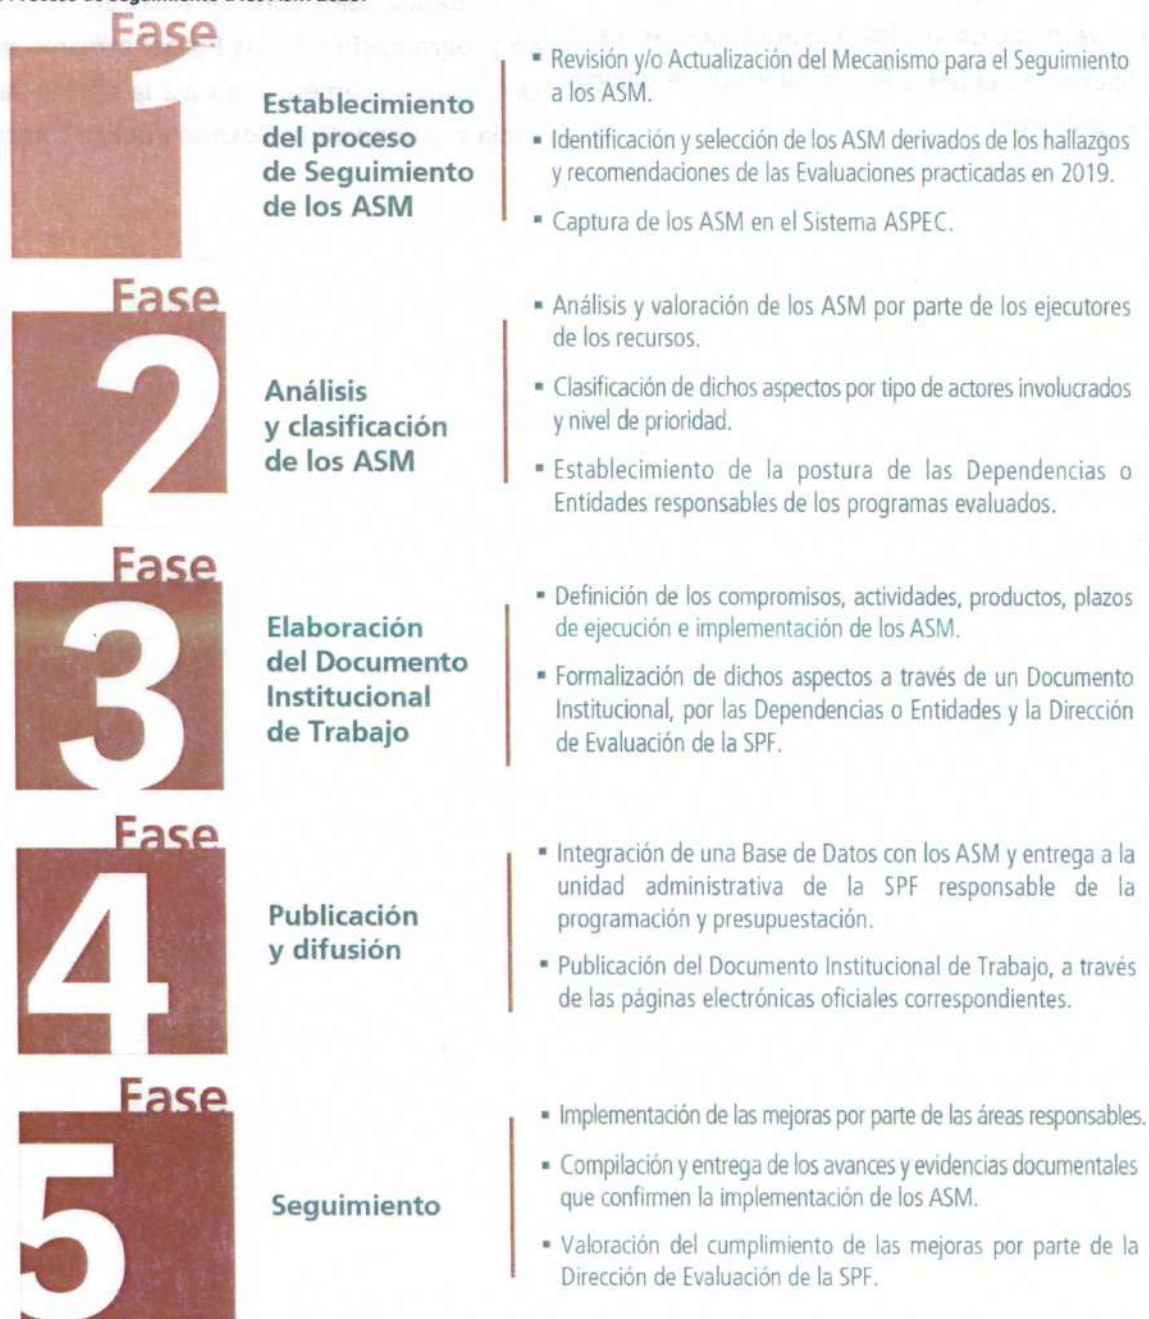 Fase
1
Establecimiento
del proceso
de Seguimiento
de los ASM
▪ Revisión y/o Actualización del Mecanismo para el Seguimiento
a los ASM.
▪ Identificación y selección de los ASM derivados de los hallazgos
y recomendaciones de las Evaluaciones practicadas en 2019.
▪ Captura de los ASM en el Sistema ASPEC.
Fase
2
Análisis
y clasificación
de los ASM
▪ Análisis y valoración de los ASM por parte de los ejecutores
de los recursos.
▪ Clasificación de dichos aspectos por tipo de actores involucrados
y nivel de prioridad.
▪ Establecimiento de la postura de las Dependencias o
Entidades responsables de los programas evaluados.
Fase
3
Elaboración
del Documento
Institucional
de Trabajo
▪ Definición de los compromisos, actividades, productos, plazos
de ejecución e implementación de los ASM.
▪ Formalización de dichos aspectos a través de un Documento
Institucional, por las Dependencias o Entidades y la Dirección
de Evaluación de la SPF.
Fase
4
Publicación
y difusión
▪ Integración de una Base de Datos con los ASM y entrega a la
unidad administrativa de la SPF responsable de la
programación y presupuestación.
▪ Publicación del Documento Institucional de Trabajo, a través
de las páginas electrónicas oficiales correspondientes.
Fase
5
Seguimiento
▪ Implementación de las mejoras por parte de las áreas responsables.
▪ Compilación y entrega de los avances y evidencias documentales
que confirmen la implementación de los ASM.
▪ Valoración del cumplimiento de las mejoras por parte de la
Dirección de Evaluación de la SPF.